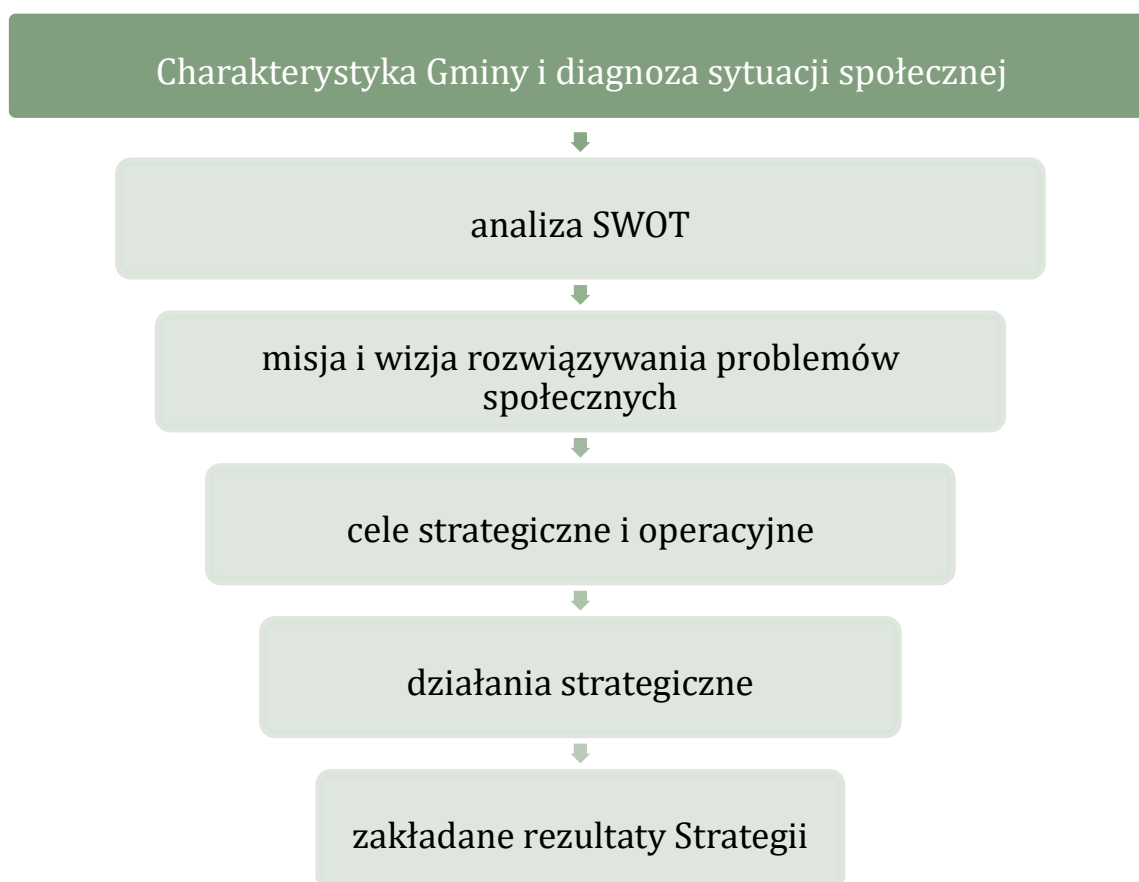 Charakterystyka Gminy i diagnoza sytuacji społecznej
analiza SWOT
misja i wizja rozwiązywania problemów
społecznych
cele strategiczne i operacyjne
działania strategiczne
zakładane rezultaty Strategii